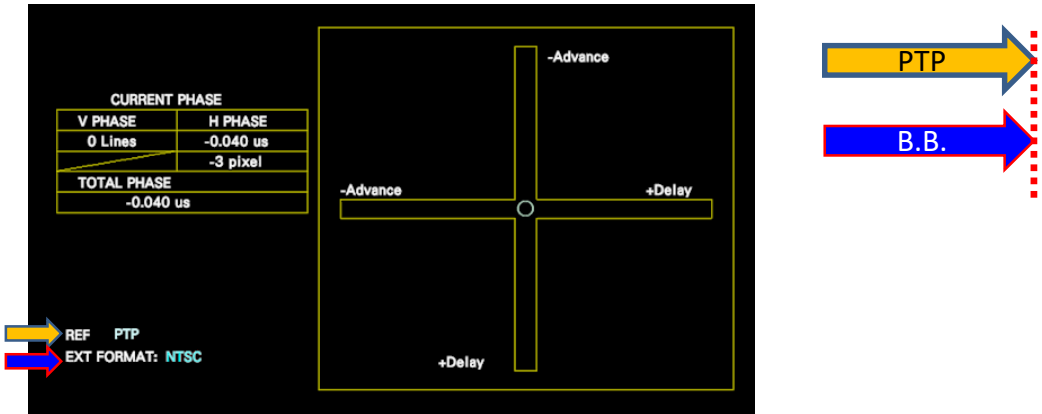 CURRENT PHASE
V PHASE H PHASE
0 Lines -0.040 us
-3 pixel
TOTAL PHASE
-0.040 us
REF PTP
EXT FORMAT: NTSC
-Advance
-Advance +Delay
+Delay
PTP
B.B.